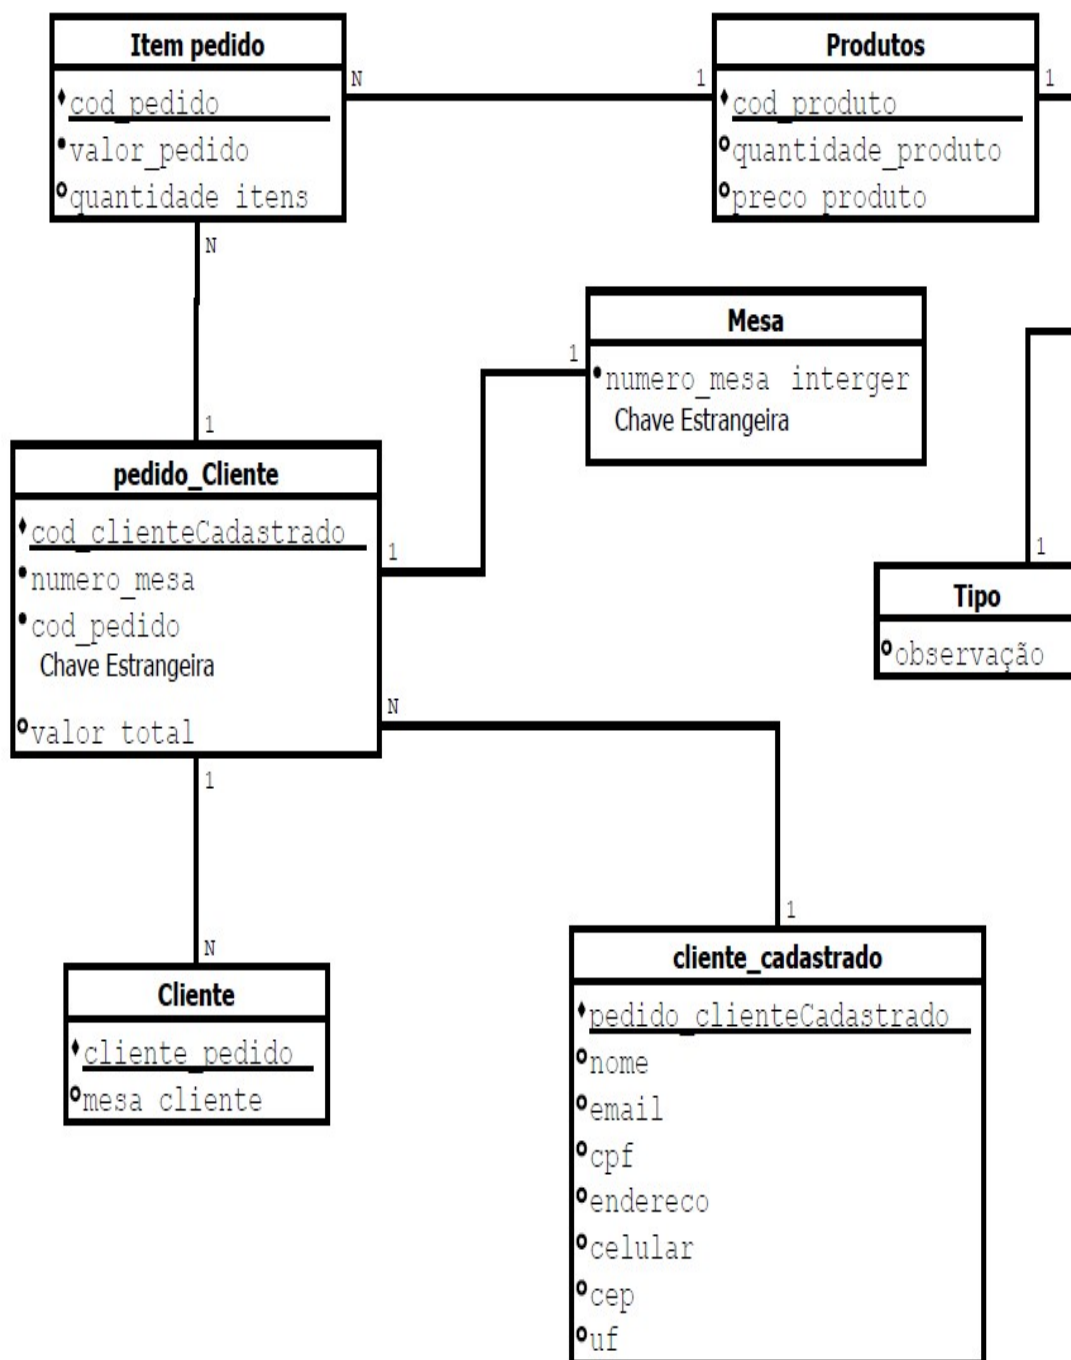 Item pedido
cod_pedido
valor_pedido
quantidade itens
N
1
Produtos
cod_produto
quantidade_produto
preco produto
1
N
1
Mesa
numero_mesa interger
Chave Estrangeira
1
pedido_Cliente
cod_clienteCadastrado
numero_mesa
cod_pedido
Chave Estrangeira
valor total
1
N
1
Tipo
observação
1
N
1
Cliente
cliente_pedido
mesa cliente
cliente_cadastrado
pedido_clienteCadastrado
nome
email
cpf
endereco
celular
cep
uf